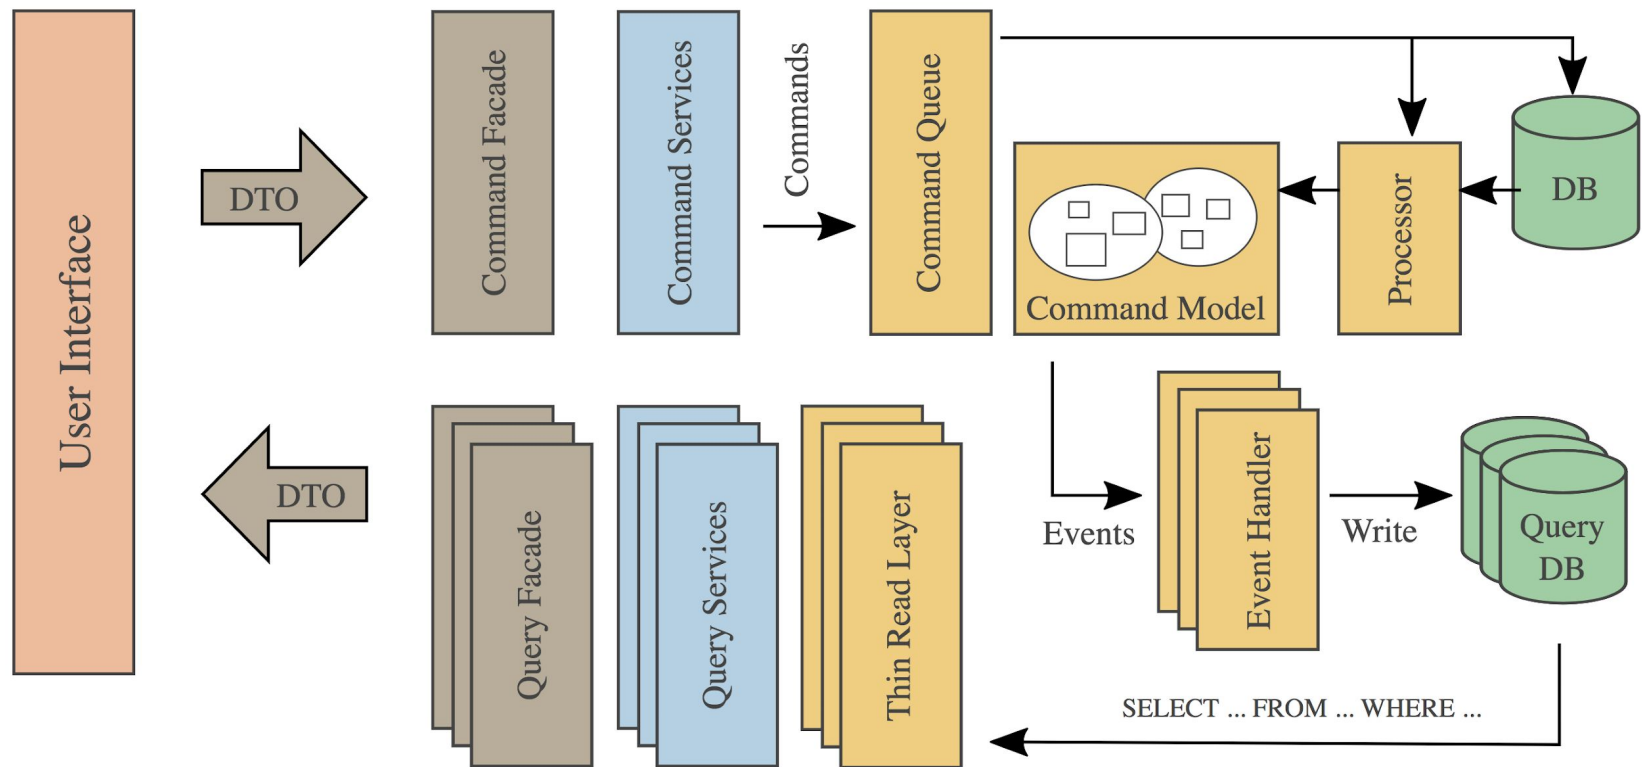 User Interface
DTO
Command Facade
Command Services
Commands
Command Queue
Command Model
Processor
DB
DTO
Query Facade
Query Services
Thin Read Layer
Events
Event Handler
Write
Query
DB
SELECT ... FROM ... WHERE ...